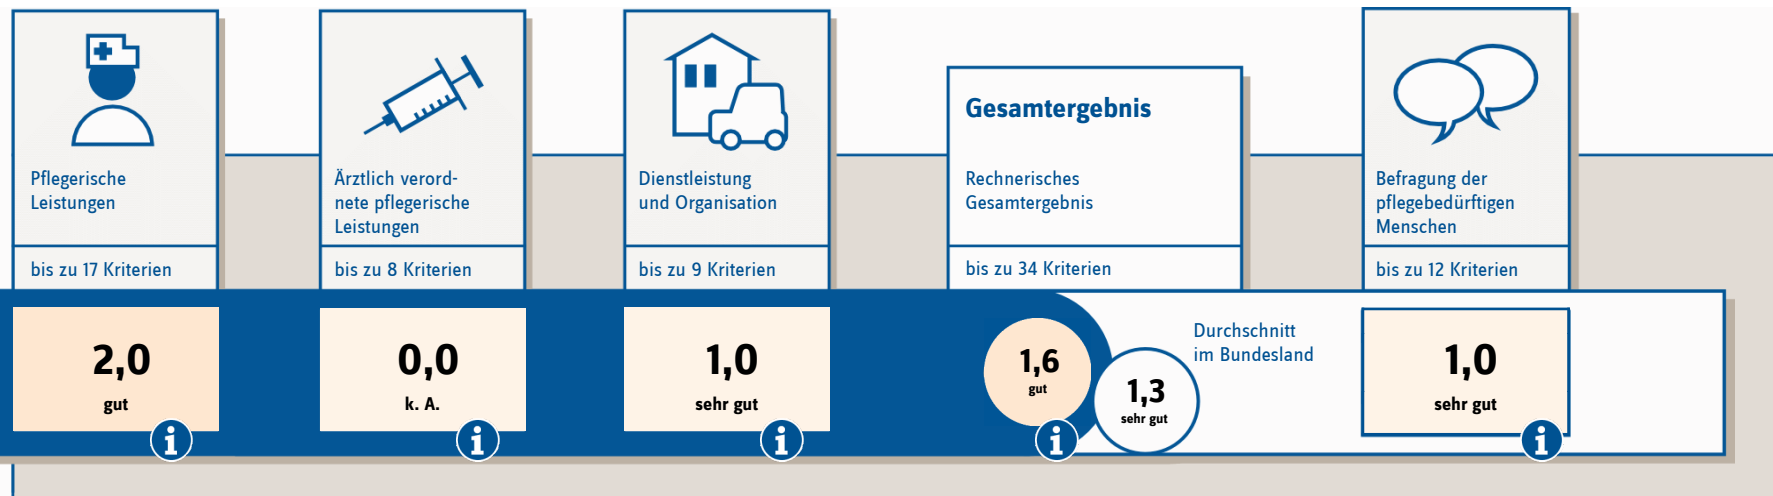 Pflegerische
Leistungen
bis zu 17 Kriterien
2,0
gut
i
Ärztlich verord-
nete pflegerische
Leistungen
bis zu 8 Kriterien
0,0
k. A.
i
Dienstleistung
und Organisation
bis zu 9 Kriterien
1,0
sehr gut
i
Gesamtergebnis
Rechnerisches
Gesamtergebnis
bis zu 34 Kriterien
1,6
gut
i
1,3
sehr gut
Durchschnitt
im Bundesland
Befragung der
pflegebedürftigen
Menschen
bis zu 12 Kriterien
1,0
sehr gut
i